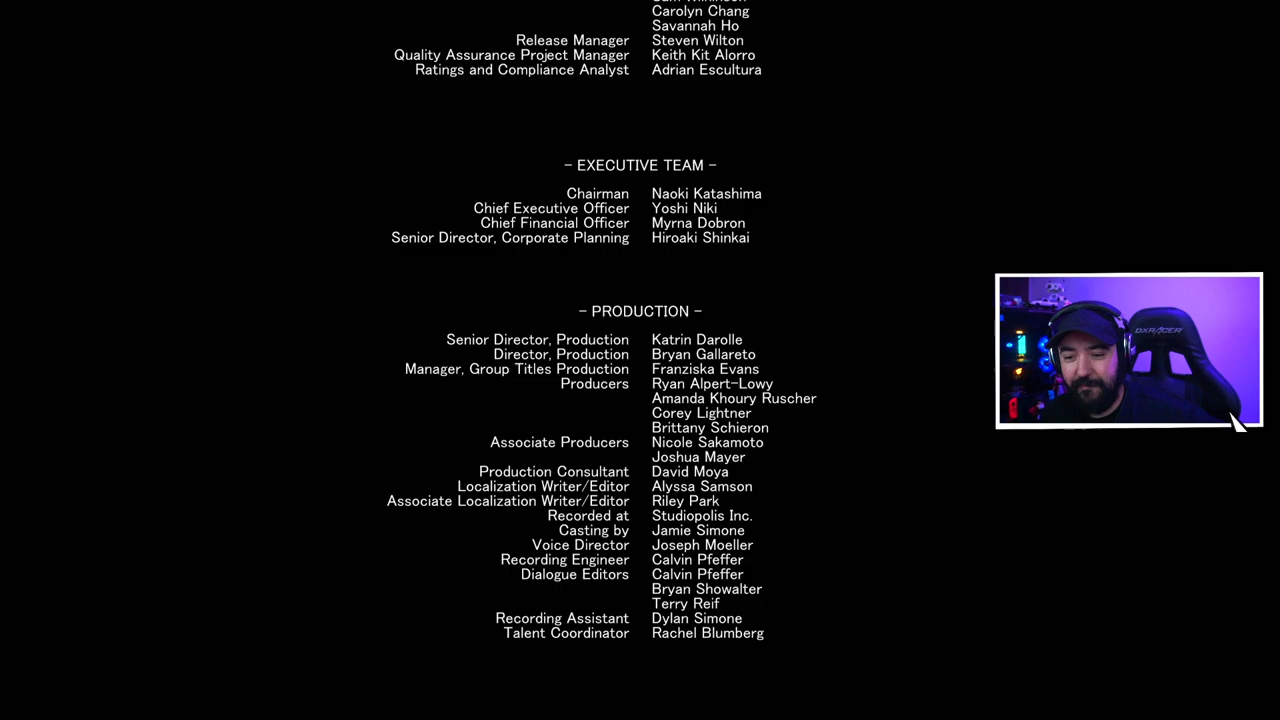 Carolyn Chang
Savannah Ho
Release Manager Steven Wilton
Quality Assurance Project Manager Keith Kit Alorro
Ratings and Compliance Analyst Adrian Escultura
- EXECUTIVE TEAM -
Chairman Naoki Katashima
Chief Executive Officer Yoshi Niki
Chief Financial Officer Myrna Dobron
Senior Director, Corporate Planning Hiroaki Shinkai
- PRODUCTION -
Senior Director, Production Katrin Darolle
Director, Production Bryan Gallareto
Manager, Group Titles Production Franziska Evans
Producers Ryan Alpert-Lowy
Amanda Khoury Ruscher
Corey Lightner
Brittany Schieron
Associate Producers Nicole Sakamoto
Joshua Mayer
Production Consultant David Moya
Localization Writer/Editor Alyssa Samson
Associate Localization Writer/Editor Riley Park
Recorded at Studiopolis Inc.
Casting by Jamie Simone
Voice Director Joseph Moeller
Recording Engineer Calvin Pfeffer
Dialogue Editors Calvin Pfeffer
Bryan Showalter
Terry Reif
Recording Assistant Dylan Simone
Talent Coordinator Rachel Blumberg
DXRACER